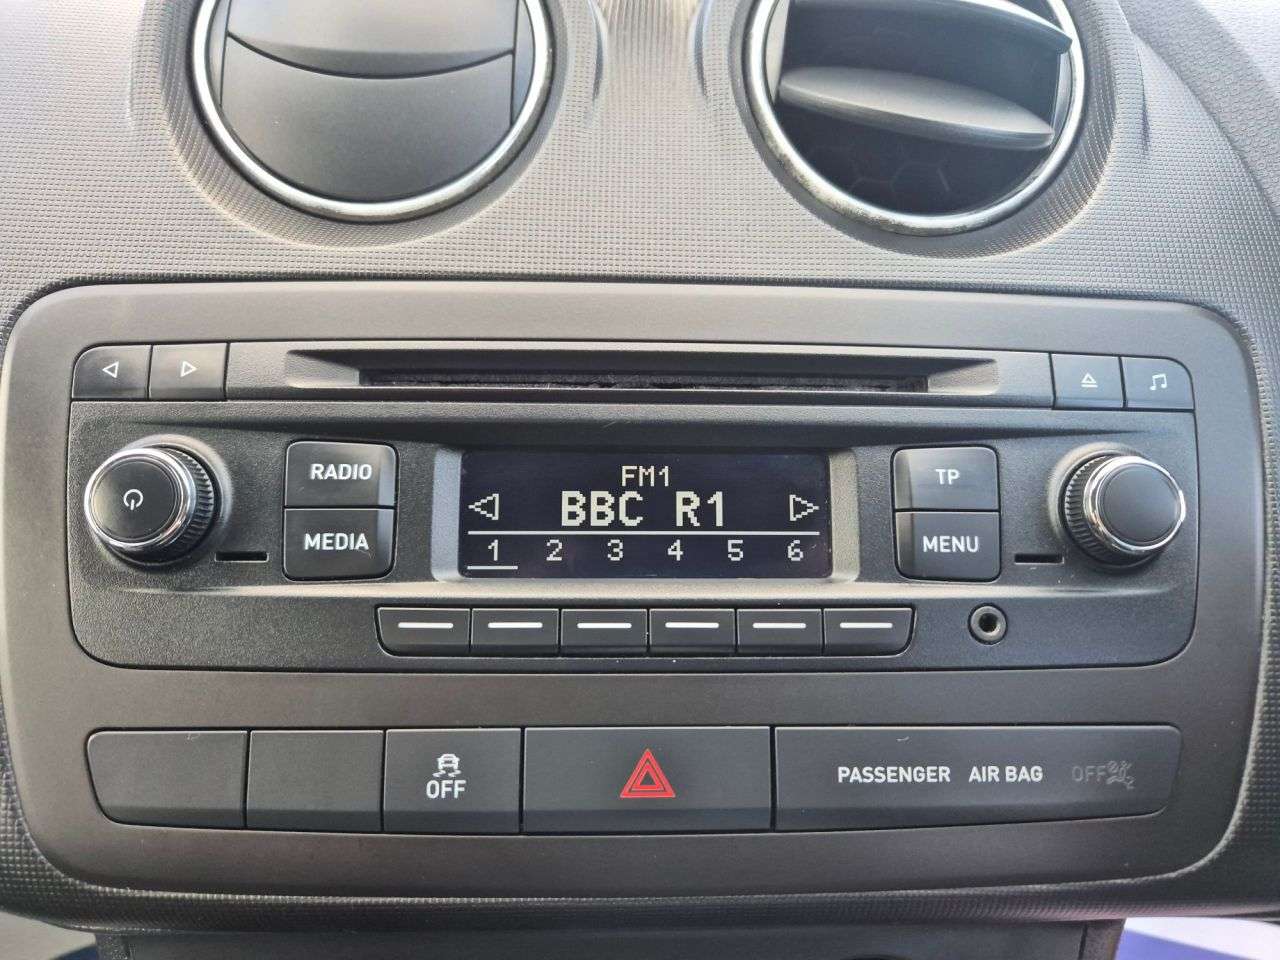 RADIO
MEDIA
FM1
BBC R1
1 2 3 4 5 6
TP
MENU
OFF
PASSENGER AIR BAG OFF